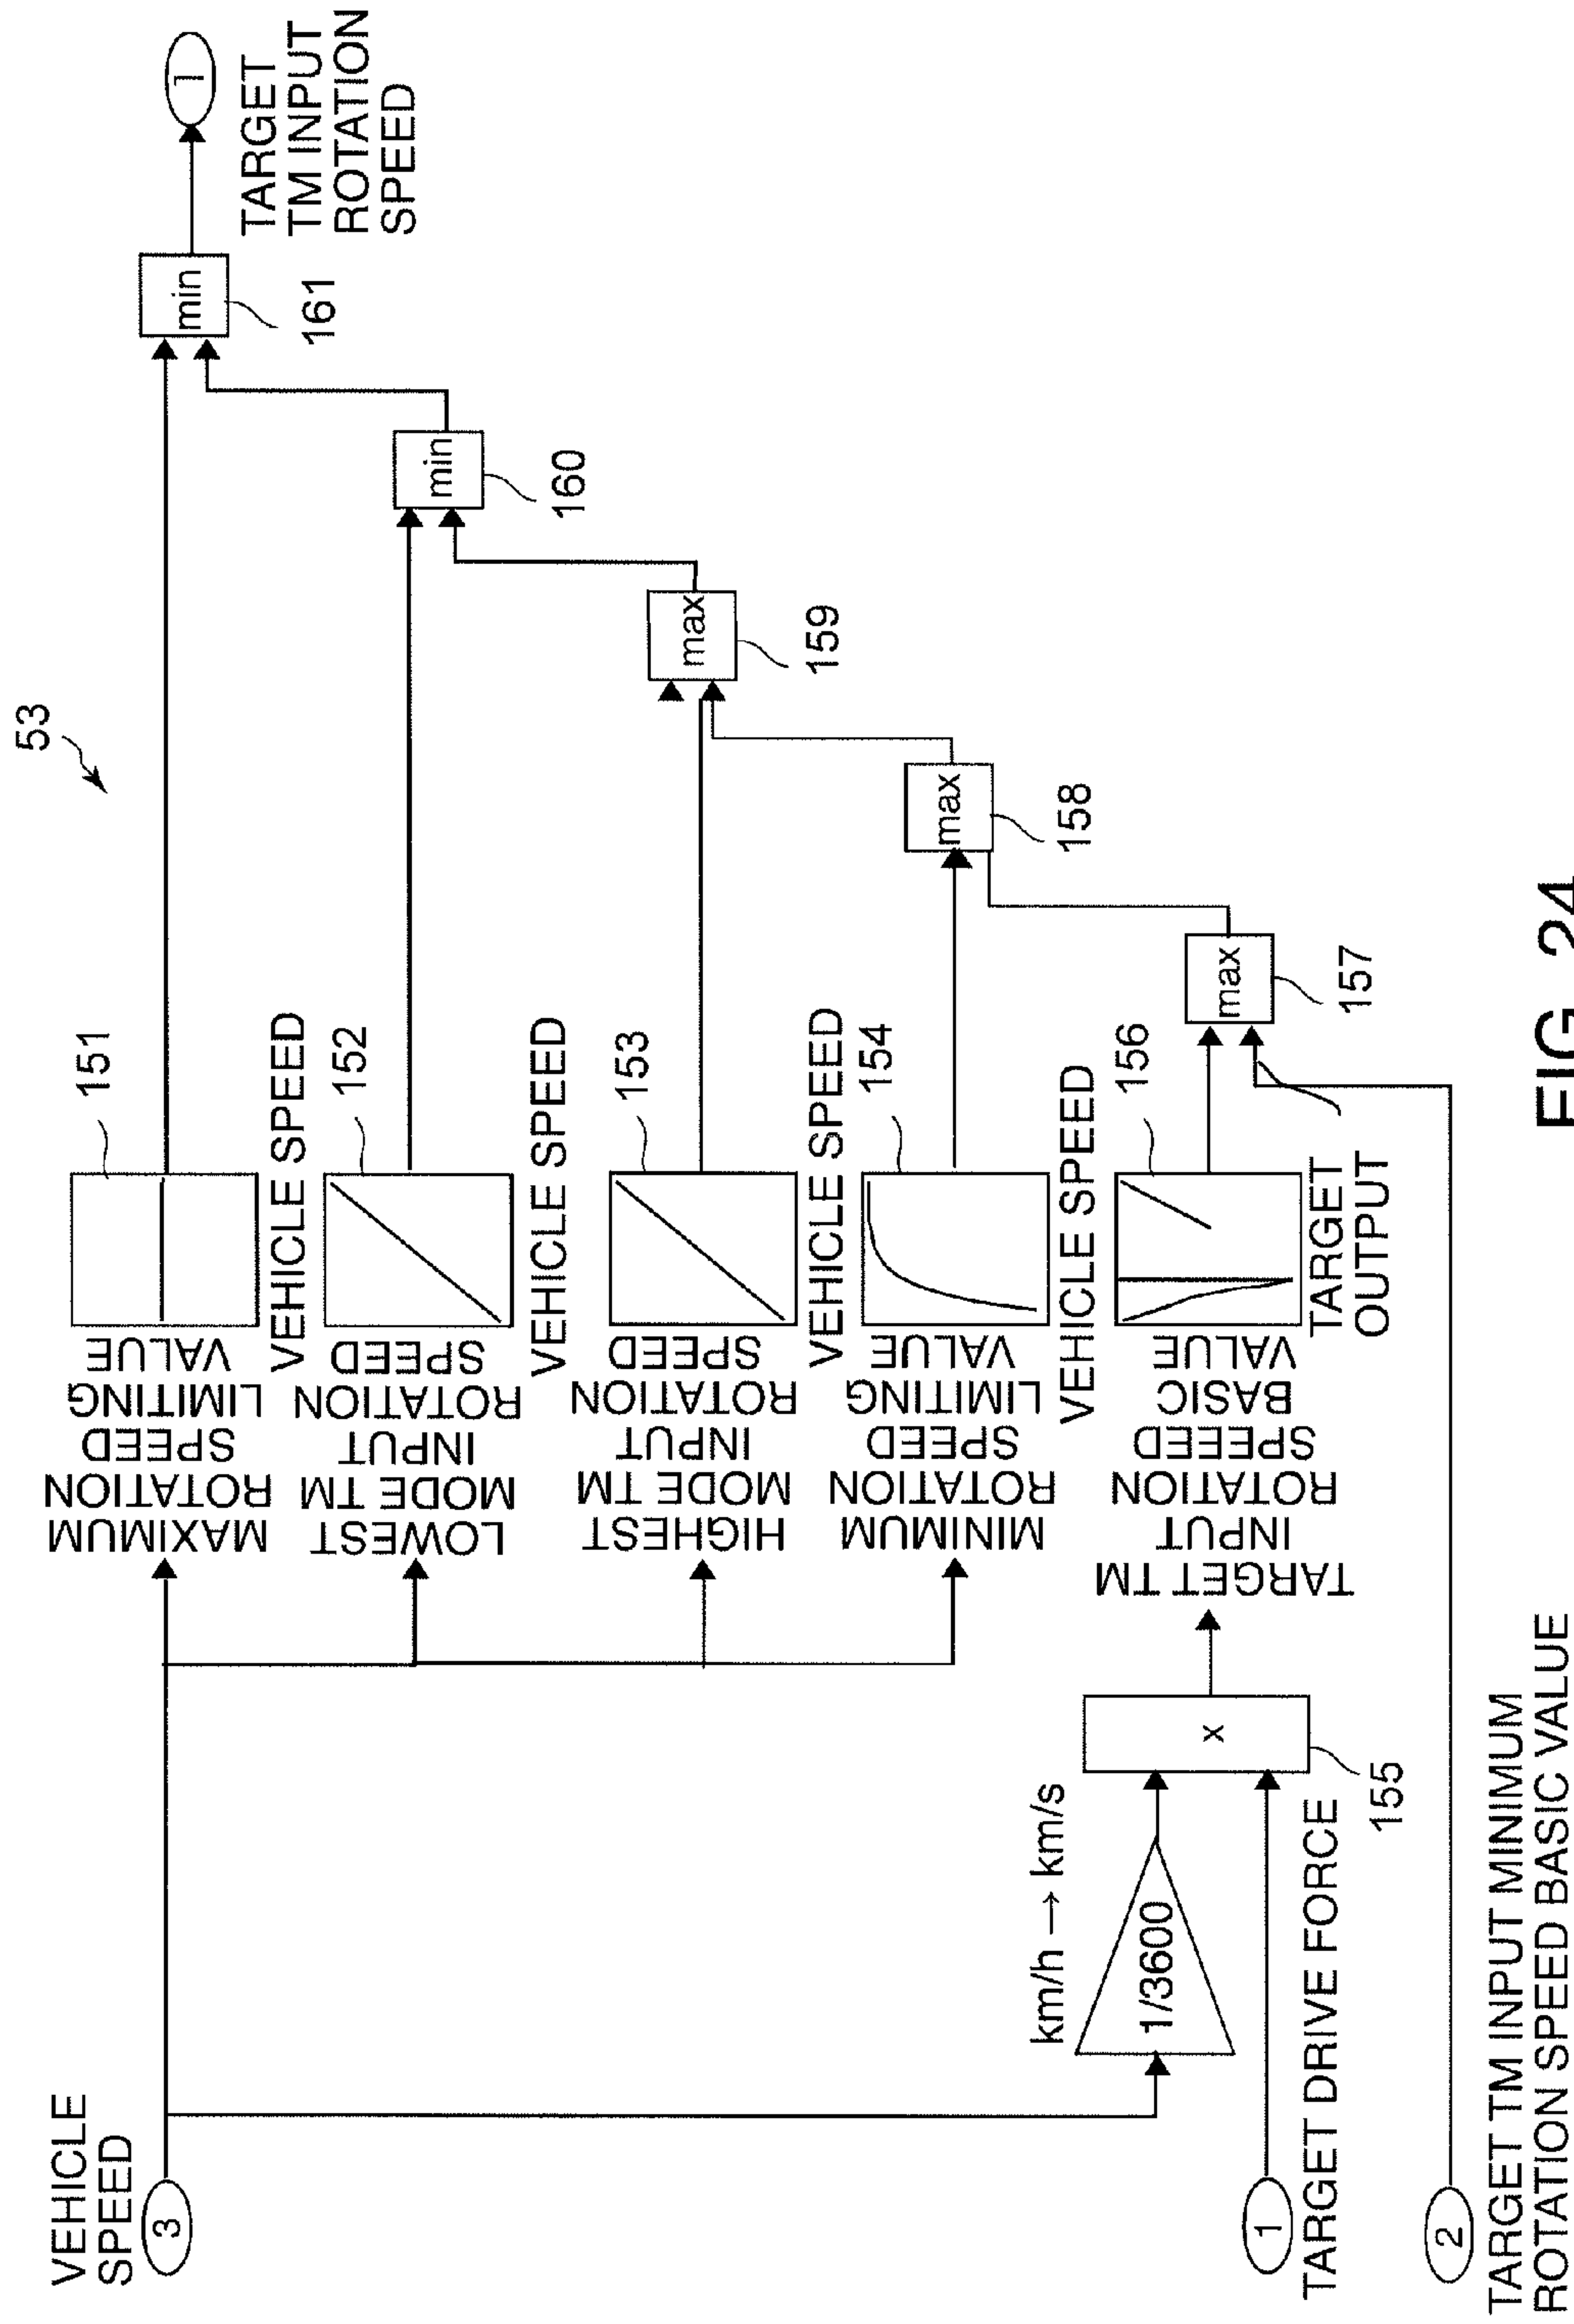 53
VEHICLE
SPEED
3
MAXIMUM
ROTATION
SPEED
LIMITING
VALUE
151
VEHICLE SPEED
LOWEST
MODE TM
INPUT
ROTATION
SPEED
152
VEHICLE SPEED
HIGHEST
MODE TM
INPUT
ROTATION
SPEED
153
VEHICLE SPEED
MINIMUM
ROTATION
SPEED
LIMITING
VALUE
154
VEHICLE SPEED
km/h → km/s
1/3600
x
155
1
TARGET DRIVE FORCE
TARGET TM
INPUT
ROTATION
SPEEED
BASIC
VALUE
156
TARGET
OUTPUT
2
TARGET TM INPUT MINIMUM
ROTATION SPEED BASIC VALUE
max
157
max
158
max
159
min
160
min
161
1
TARGET
TM INPUT
ROTATION
SPEED
FIG. 24